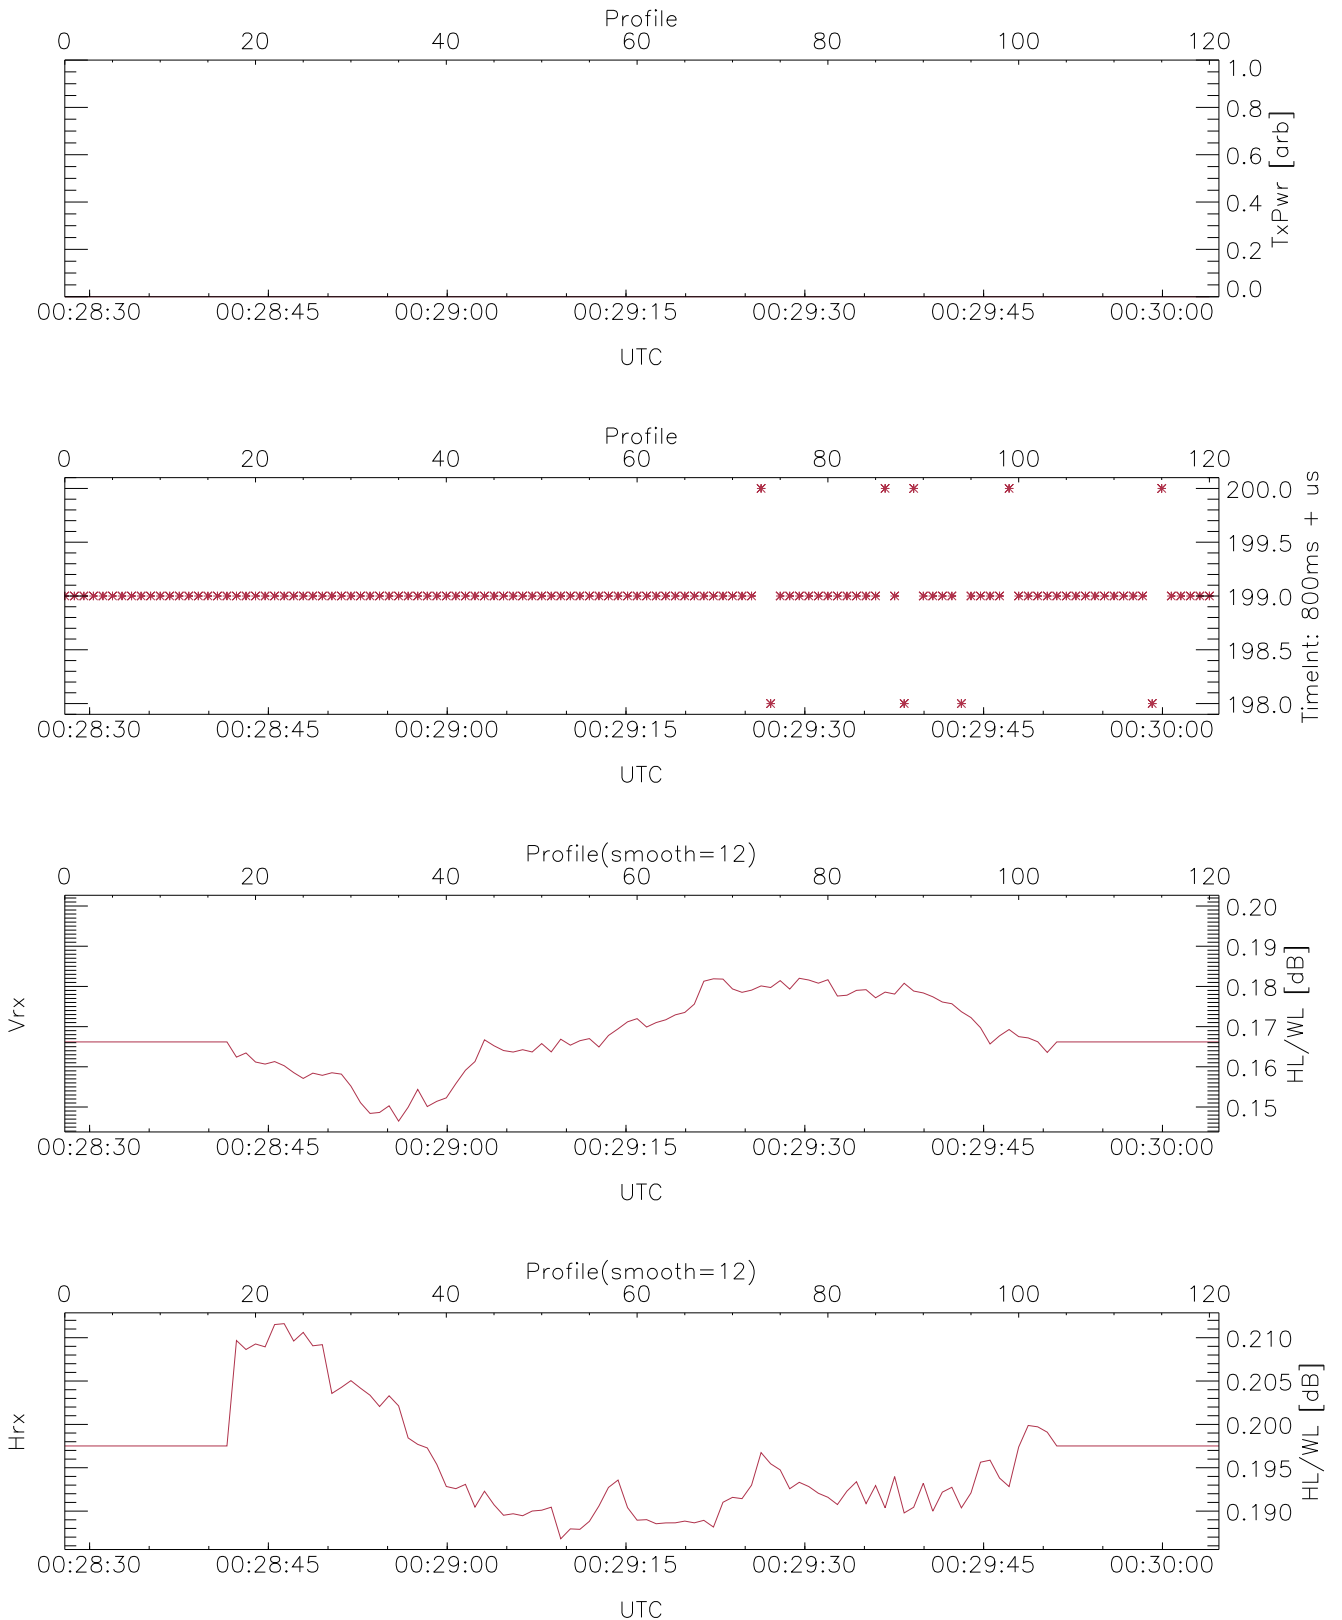 Profile
0 20 40 60 80 100 120
1.0
0.8
0.6
0.4
0.2
0.0
TxPwr [arb]
00:28:30 00:28:45 00:29:00 00:29:15 00:29:30 00:29:45 00:30:00
UTC
Profile
0 20 40 60 80 100 120
200.0
199.5
199.0
198.5
198.0
TimeInt: 800ms + us
00:28:30 00:28:45 00:29:00 00:29:15 00:29:30 00:29:45 00:30:00
UTC
Profile(smooth=12)
0 20 40 60 80 100 120
Vrx
0.20
0.19
0.18
0.17
0.16
0.15
HL/WL [dB]
00:28:30 00:28:45 00:29:00 00:29:15 00:29:30 00:29:45 00:30:00
UTC
Profile(smooth=12)
0 20 40 60 80 100 120
Hrx
0.210
0.205
0.200
0.195
0.190
HL/WL [dB]
00:28:30 00:28:45 00:29:00 00:29:15 00:29:30 00:29:45 00:30:00
UTC